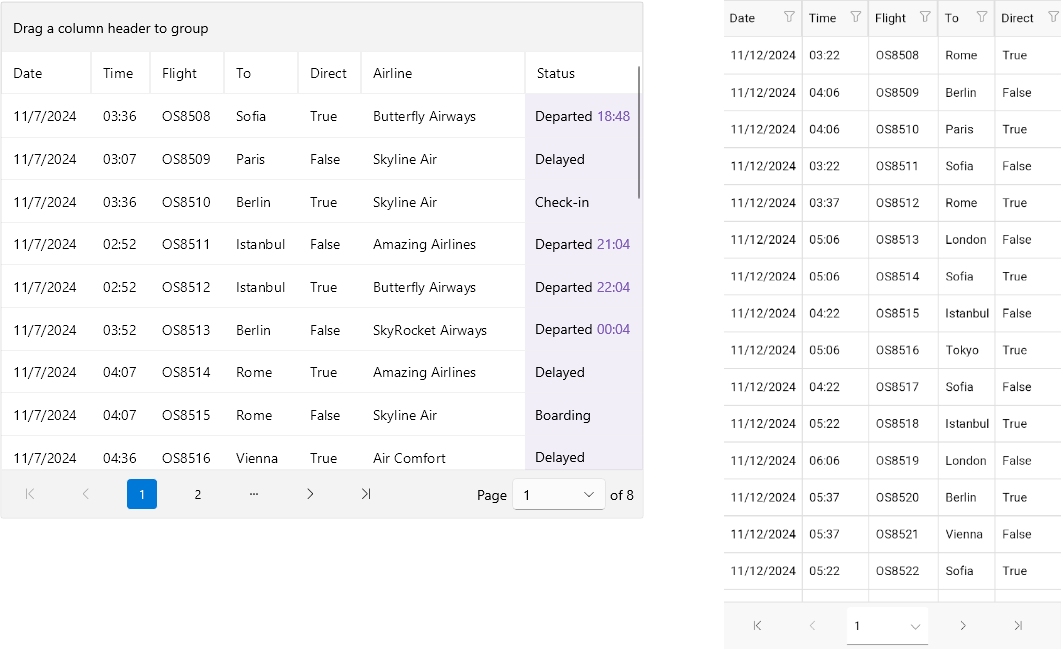 Drag a column header to group
Date Time Flight To Direct Airline Status
11/7/2024 03:36 OS8508 Sofia True Butterfly Airways Departed 18:48
11/7/2024 03:07 OS8509 Paris False Skyline Air Delayed
11/7/2024 03:36 OS8510 Berlin True Skyline Air Check-in
11/7/2024 02:52 OS8511 Istanbul False Amazing Airlines Departed 21:04
11/7/2024 02:52 OS8512 Istanbul True Butterfly Airways Departed 22:04
11/7/2024 03:52 OS8513 Berlin False SkyRocket Airways Departed 00:04
11/7/2024 04:07 OS8514 Rome True Amazing Airlines Delayed
11/7/2024 04:07 OS8515 Rome False Skyline Air Boarding
11/7/2024 04:36 OS8516 Vienna True Air Comfort Delayed
1 2 ... Page 1 of 8
Date Time Flight To Direct
11/12/2024 03:22 OS8508 Rome True
11/12/2024 04:06 OS8509 Berlin False
11/12/2024 04:06 OS8510 Paris True
11/12/2024 03:22 OS8511 Sofia False
11/12/2024 03:37 OS8512 Rome True
11/12/2024 05:06 OS8513 London False
11/12/2024 05:06 OS8514 Sofia True
11/12/2024 04:22 OS8515 Istanbul False
11/12/2024 05:06 OS8516 Tokyo True
11/12/2024 04:22 OS8517 Sofia False
11/12/2024 05:22 OS8518 Istanbul True
11/12/2024 06:06 OS8519 London False
11/12/2024 05:37 OS8520 Berlin True
11/12/2024 05:37 OS8521 Vienna False
11/12/2024 05:22 OS8522 Sofia True
1